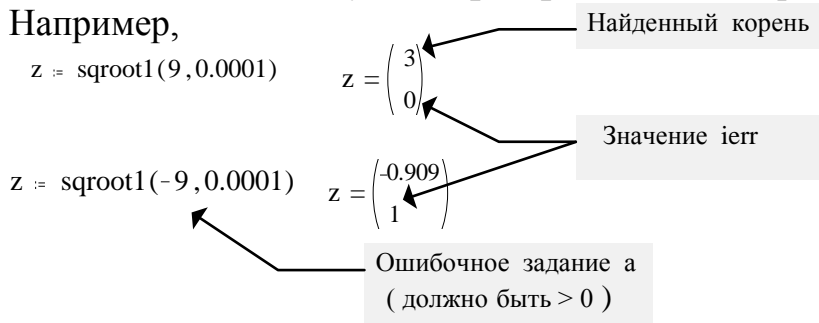 Найденный корень
Например,
z := sqroot1(9,0.0001)
z = (3
0)
Значение ierr
z := sqroot1(-9,0.0001)
z = (-0.909
1)
Ошибочное задание а
( должно быть > 0 )